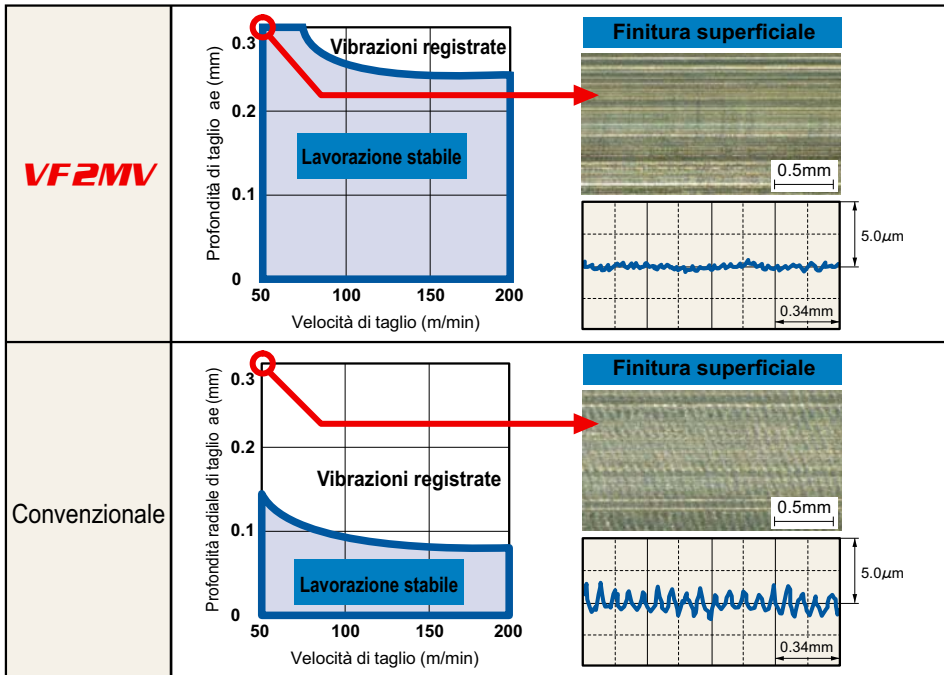 VF2MV
Profondità di taglio ae (mm)
0.3
0.2
0.1
0
Vibrazioni registrate
Lavorazione stabile
50 100 150 200
Velocità di taglio (m/min)
Finitura superficiale
0.5mm
5.0μm
0.34mm
Convenzionale
Profondità radiale di taglio ae (mm)
0.3
0.2
0.1
0
Vibrazioni registrate
Lavorazione stabile
50 100 150 200
Velocità di taglio (m/min)
Finitura superficiale
0.5mm
5.0μm
0.34mm